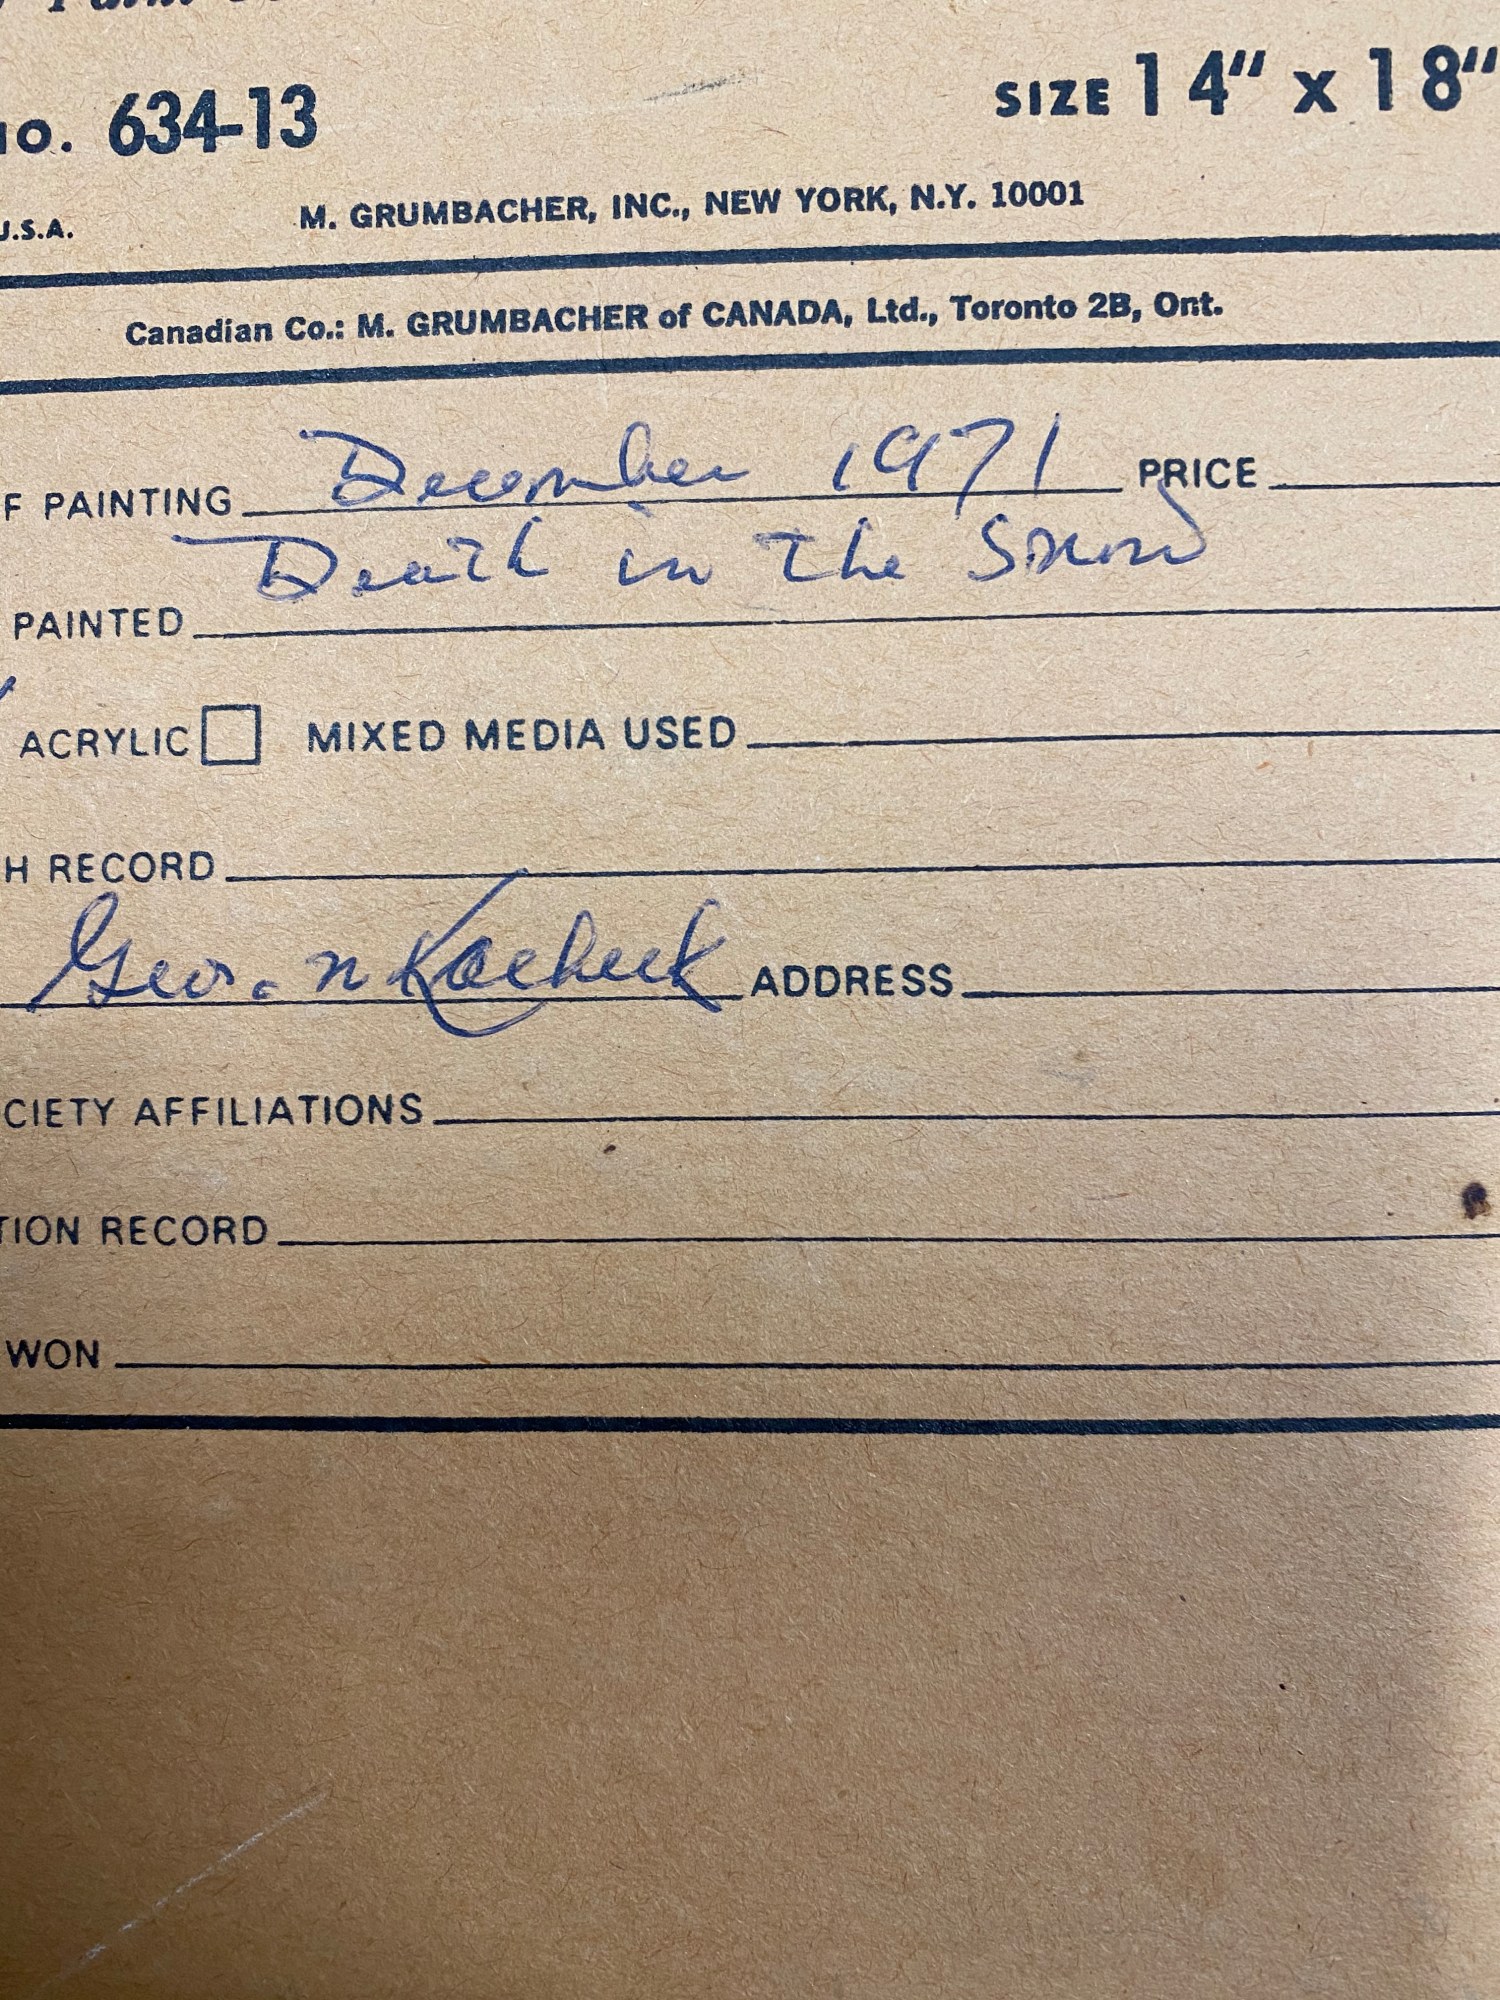 NO. 634-13 SIZE 14" x 18"
U.S.A. M. GRUMBACHER, INC., NEW YORK, N.Y. 10001
Canadian Co.: M. GRUMBACHER of CANADA, Ltd., Toronto 2B, Ont.
F PAINTING December 1971 PRICE
Death in the Snow
PAINTED
ACRYLIC MIXED MEDIA USED
H RECORD
Geo. n ADDRESS
CIETY AFFILIATIONS
TION RECORD
WON